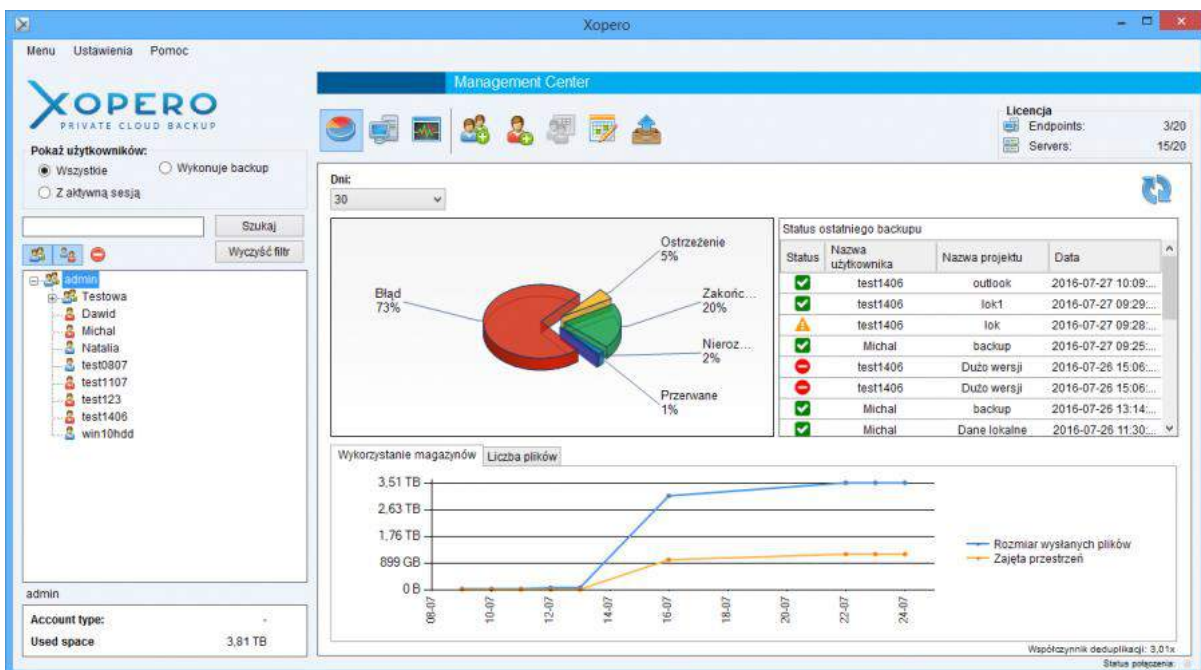 Xopero
Menu Ustawienia Pomoc
XOPERO
PRIVATE CLOUD BACKUP
Management Center
Licencja
Endpoints: 3/20
Servers: 15/20
Pokaż użytkowników:
Wszystkie
Wykonuje backup
Z aktywną sesją
Szukaj
Wyczyść filtr
admin
Testowa
Dawid
Michal
Natalia
test0807
test1107
test123
test1406
win10hdd
admin
Account type: -
Used space 3,81 TB
Dni:
30
Ostrzeżenie
5%
Błąd
73%
Zakońc...
20%
Nieroz...
2%
Przerwane
1%
Status ostatniego backupu
Status Nazwa użytkownika Nazwa projektu Data
test1406 outlook 2016-07-27 10:09:...
test1406 lok1 2016-07-27 09:29:...
test1406 lok 2016-07-27 09:28:...
Michal backup 2016-07-27 09:25:...
test1406 Dużo wersji 2016-07-26 15:06:...
test1406 Dużo wersji 2016-07-26 15:06:...
Michal backup 2016-07-26 13:14:...
Michal Dane lokalne 2016-07-26 11:30:...
Wykorzystanie magazynów Liczba plików
3,51 TB
2,63 TB
1,76 TB
899 GB
0 B
08-07 10-07 12-07 14-07 16-07 18-07 20-07 22-07 24-07
Rozmiar wysłanych plików
Zajęta przestrzeń
Współczynnik deduplikacji: 3,01x
Status połączenia: